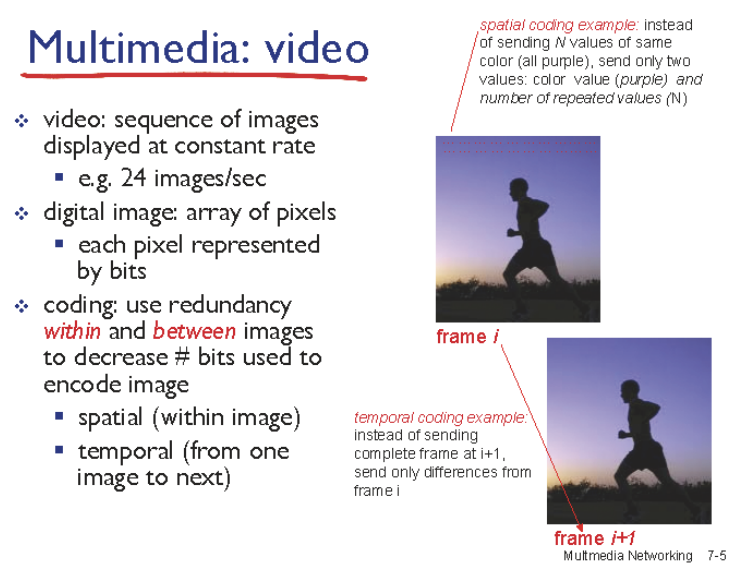 Multimedia: video
video: sequence of images
displayed at constant rate
e.g. 24 images/sec
digital image: array of pixels
each pixel represented
by bits
coding: use redundancy
within and between images
to decrease # bits used to
encode image
spatial (within image)
temporal (from one
image to next)
spatial coding example: instead
of sending N values of same
color (all purple), send only two
values: color value (purple) and
number of repeated values (N)
frame i
temporal coding example:
instead of sending
complete frame at i+1,
send only differences from
frame i
frame i+1
Multmedia Networking 7-5